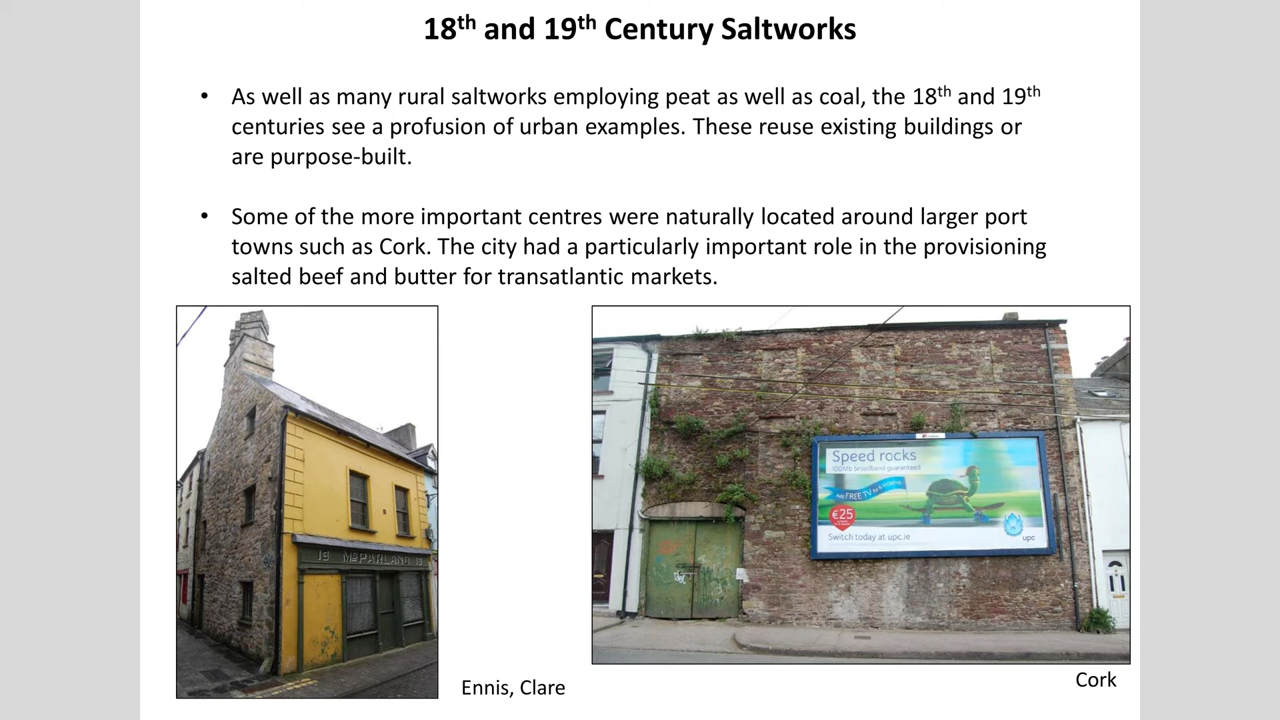 18th and 19th Century Saltworks
• As well as many rural saltworks employing peat as well as coal, the 18th and 19th
centuries see a profusion of urban examples. These reuse existing buildings or
are purpose-built.
• Some of the more important centres were naturally located around larger port
towns such as Cork. The city had a particularly important role in the provisioning
salted beef and butter for transatlantic markets.
19 McPARLAND 19
Speed rocks
100Mb broadband guaranteed
FREE TV
€25
Switch today at upc.ie
upc
Ennis, Clare
Cork